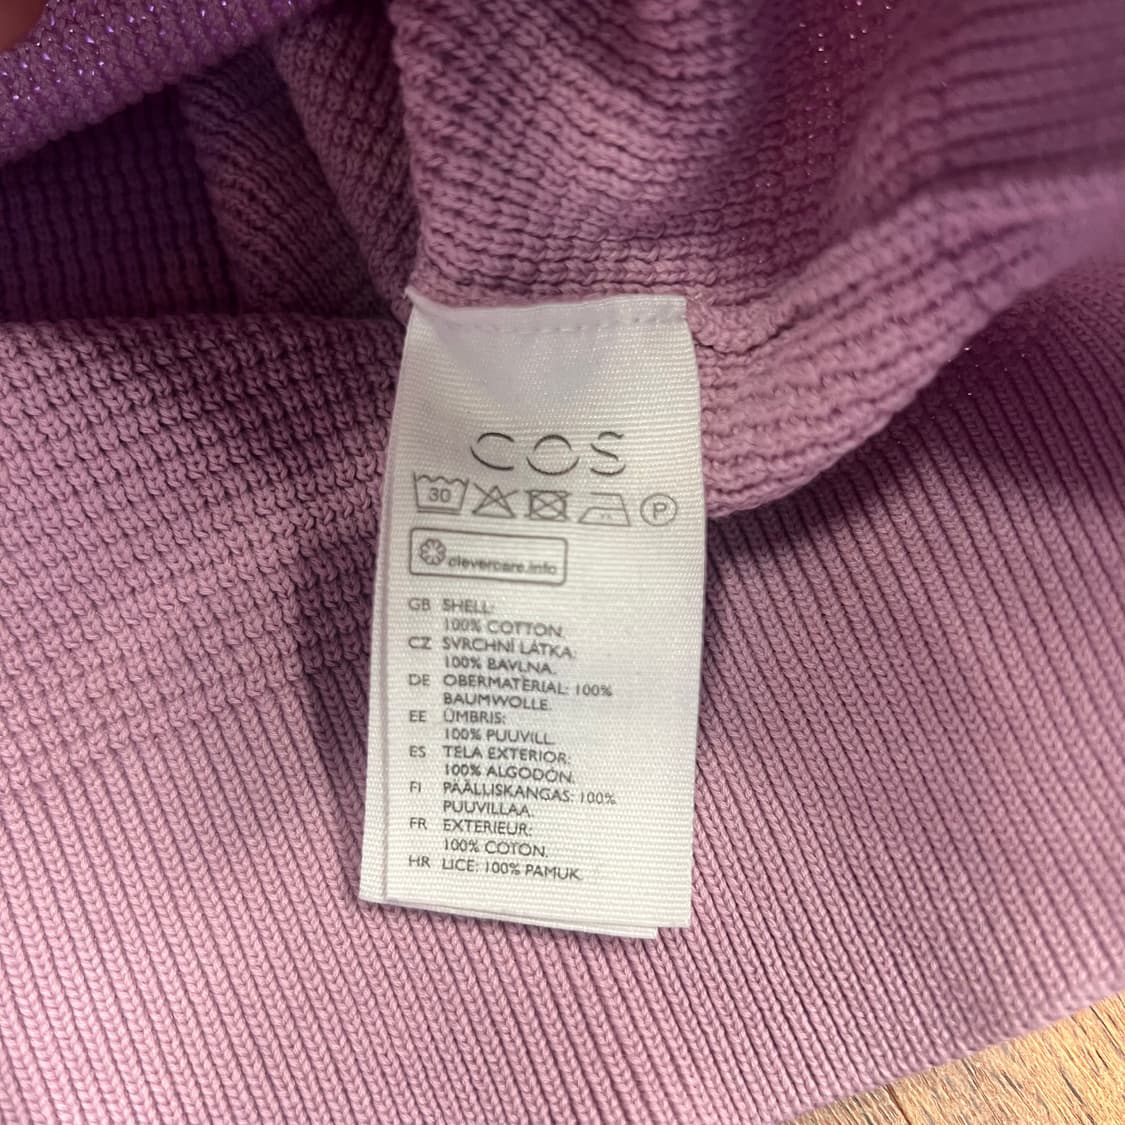 COS
30 P
clevercare.info
GB SHELL:
100% COTTON.
CZ SVRCHNÍ LÁTKA:
100% BAVLNA.
DE OBERMATERIAL: 100%
BAUMWOLLE.
EE ÜMBRIS:
100% PUUVILL.
ES TELA EXTERIOR:
100% ALGODÓN.
FI PÄÄLLISKANGAS: 100%
PUUVILLAA.
FR EXTERIEUR:
100% COTON.
HR LICE: 100% PAMUK.